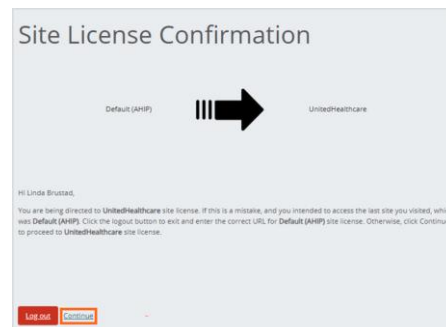 Site License Confirmation
Default (AHIP) UnitedHealthcare
Hi Linda Brustad,
You are being directed to UnitedHealthcare site license. If this is a mistake, and you intended to access the last site you visited, whi
was Default (AHIP). Click the logout button to exit and enter the correct URL for Default (AHIP) site license. Otherwise, click Continu
to proceed to UnitedHealthcare site license.
Log out Continue